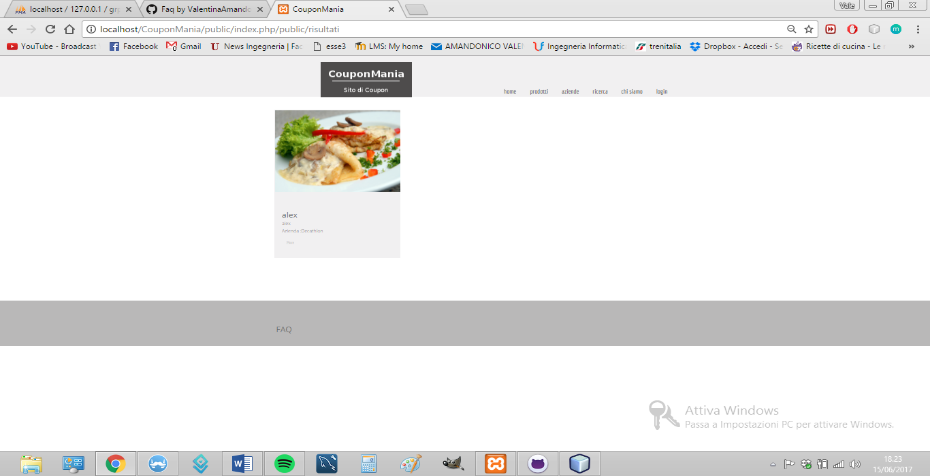 localhost / 127.0.0.1 / gr
Faq by ValentinaAmando
CouponMania
Vale
localhost/CouponMania/public/index.php/public/risultati
YouTube - Broadcast
Facebook
Gmail
News Ingegneria | Fac
esse3
LMS: My home
AMANDONICO VALE
Ingegneria Informatic
trenitalia
Dropbox - Accedi - Se
Ricette di cucina - Le
»
CouponMania
Sito di Coupon
home
prodotti
aziende
ricerca
chi siamo
login
alex
alex
FAQ
Attiva Windows
Passa a Impostazioni PC per attivare Windows.
18:23
15/06/2017